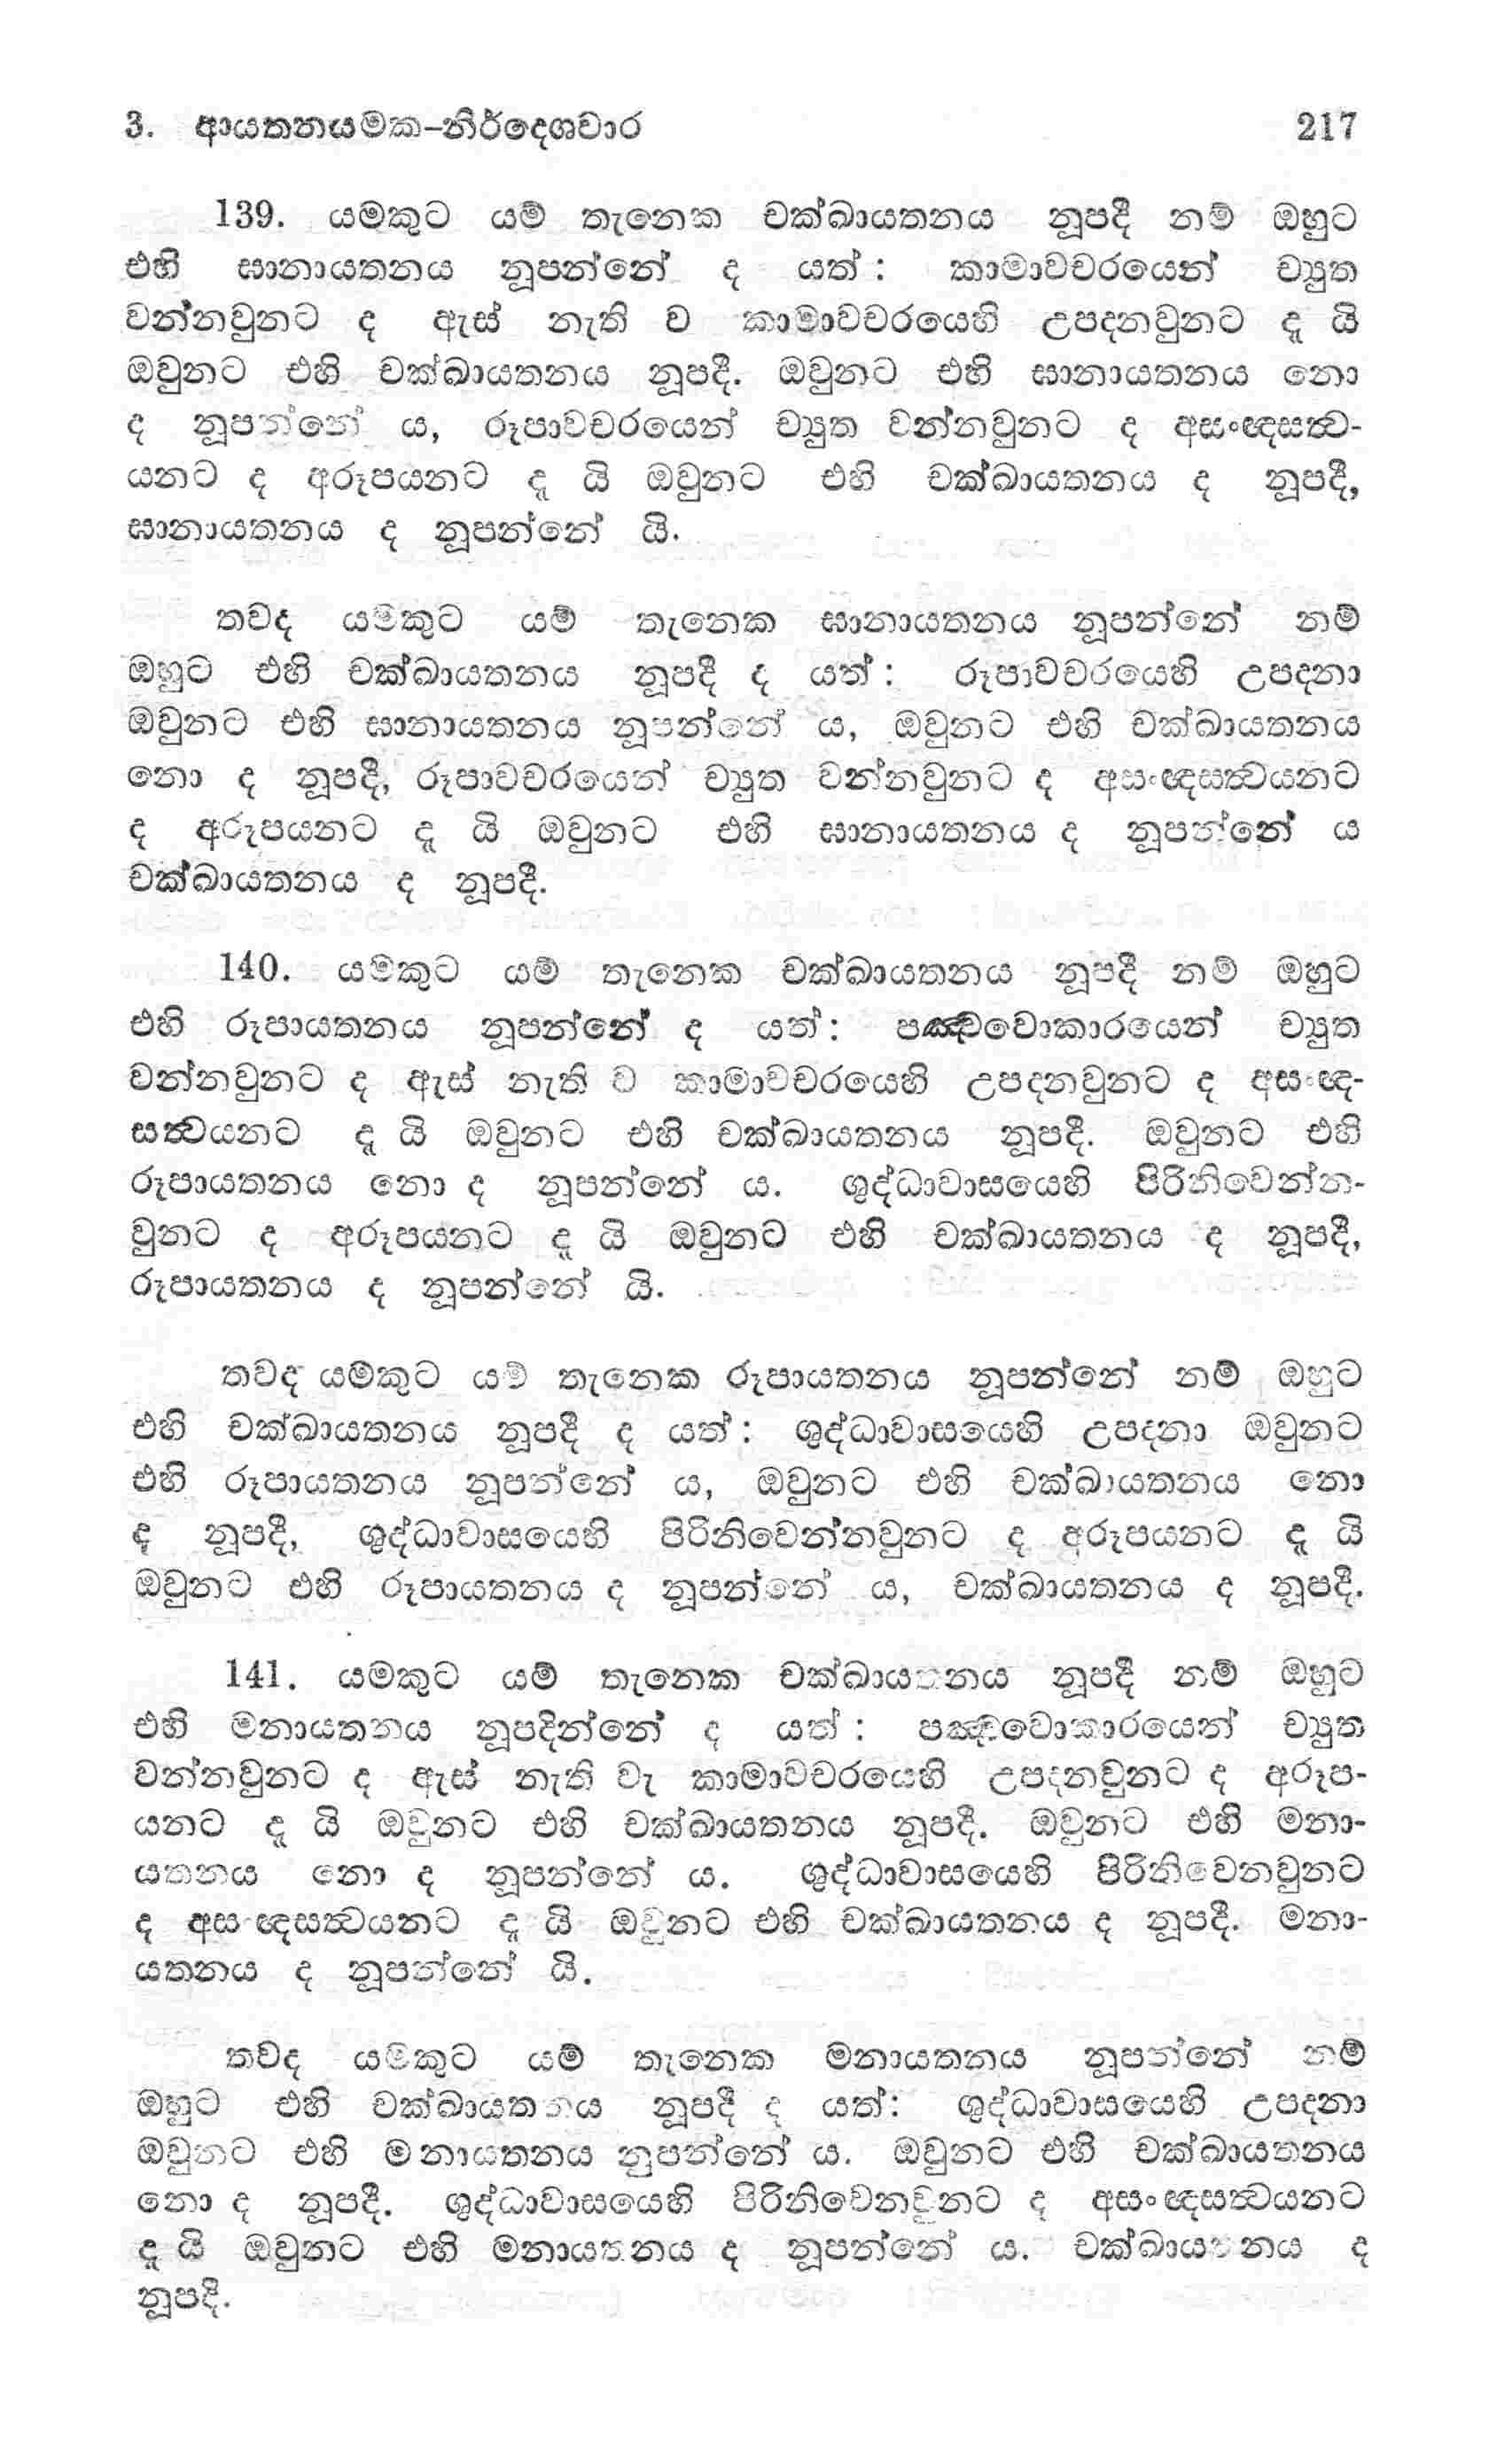 3. ආයතනයමක–නිර්දෙශවාර 217
139. යමකුට යම් තැනෙක චක්ඛායතනය නූපදී නම් ඔහුට
එහි ඝානායතනය නූපන්නේ ද යත් : කාමාවචරයෙන් ච්‍යුත
වන්නවුනට ද ඇස් නැති ව කාමාවචරයෙහි උපදනවුනට දැ යි
ඔවුනට එහි චක්ඛායතනය නූපදී. ඔවුනට එහි ඝානායතනය නො
ද නූපන්නේ ය, රූපාවචරයෙන් ච්‍යුත වන්නවුනට ද අසංඥසත්‍ව-
යනට ද අරූපයනට දැ යි ඔවුනට එහි චක්ඛායතනය ද නූපදී,
ඝානායතනය ද නූපන්නේ යි.
තවද යමකුට යම් තැනෙක ඝානායතනය නූපන්නේ නම්
ඔහුට එහි චක්ඛායතනය නූපදී ද යත් : රූපාවචරයෙහි උපදනා
ඔවුනට එහි ඝානායතනය නූපන්නේ ය, ඔවුනට එහි චක්ඛායතනය
නො ද නූපදී, රූපාවචරයෙන් ච්‍යුත වන්නවුනට ද අසංඥසත්‍වයනට
ද අරූපයනට දැ යි ඔවුනට එහි ඝානායතනය ද නූපන්නේ ය
චක්ඛායතනය ද නූපදී.
140. යමකුට යම් තැනෙක චක්ඛායතනය නූපදී නම් ඔහුට
එහි රූපායතනය නූපන්නේ ද යත් : පඤ්චවොකාරයෙන් ච්‍යුත
වන්නවුනට ද ඇස් නැති ව කාමාවචරයෙහි උපදනවුනට ද අසංඥ-
සත්‍වයනට දැ යි ඔවුනට එහි චක්ඛායතනය නූපදී. ඔවුනට එහි
රූපායතනය නො ද නූපන්නේ ය. ශුද්ධාවාසයෙහි පිරිනිවෙන්න-
වුනට ද අරූපයනට දැ යි ඔවුනට එහි චක්ඛායතනය ද නූපදී,
රූපායතනය ද නූපන්නේ යි.
තවද යම්කුට යම් තැනෙක රූපායතනය නූපන්නේ නම් ඔහුට
එහි චක්ඛායතනය නූපදී ද යත් : ශුද්ධාවාසයෙහි උපදනා ඔවුනට
එහි රූපායතනය නූපන්නේ ය, ඔවුනට එහි චක්ඛායතනය නො
ද නූපදී, ශුද්ධාවාසයෙහි පිරිනිවෙන්නවුනට ද අරූපයනට දැ යි
ඔවුනට එහි රූපායතනය ද නූපන්නේ ය, චක්ඛායතනය ද නූපදී.
141. යමකුට යම් තැනෙක චක්ඛායතනය නූපදී නම් ඔහුට
එහි මනායතනය නූපදින්නේ ද යත් : පඤ්චවොකාරයෙන් ච්‍යුත
වන්නවුනට ද ඇස් නැති වැ කාමාවචරයෙහි උපදනවුනට ද අරූප-
යනට දැ යි ඔවුනට එහි චක්ඛායතනය නූපදී. ඔවුනට එහි මනා-
යතනය නො ද නූපන්නේ ය. ශුද්ධාවාසයෙහි පිරිනිවෙනවුනට
ද අසංඥසත්‍වයනට දැ යි ඔවුනට එහි චක්ඛායතනය ද නූපදී. මනා-
යතනය ද නූපන්නේ යි.
තවද යමකුට යම් තැනෙක මනායතනය නූපන්නේ නම්
ඔහුට එහි චක්ඛායතනය නූපදී ද යත් : ශුද්ධාවාසයෙහි උපදනා
ඔවුනට එහි මනායතනය නුපන්නේ ය. ඔවුනට එහි චක්ඛායතනය
නො ද නූපදී. ශුද්ධාවාසයෙහි පිරිනිවෙනවුනට ද අසංඥසත්‍වයනට
දැ යි ඔවුනට එහි මනායතනය ද නූපන්නේ ය. චක්ඛායතනය ද
නූපදී.